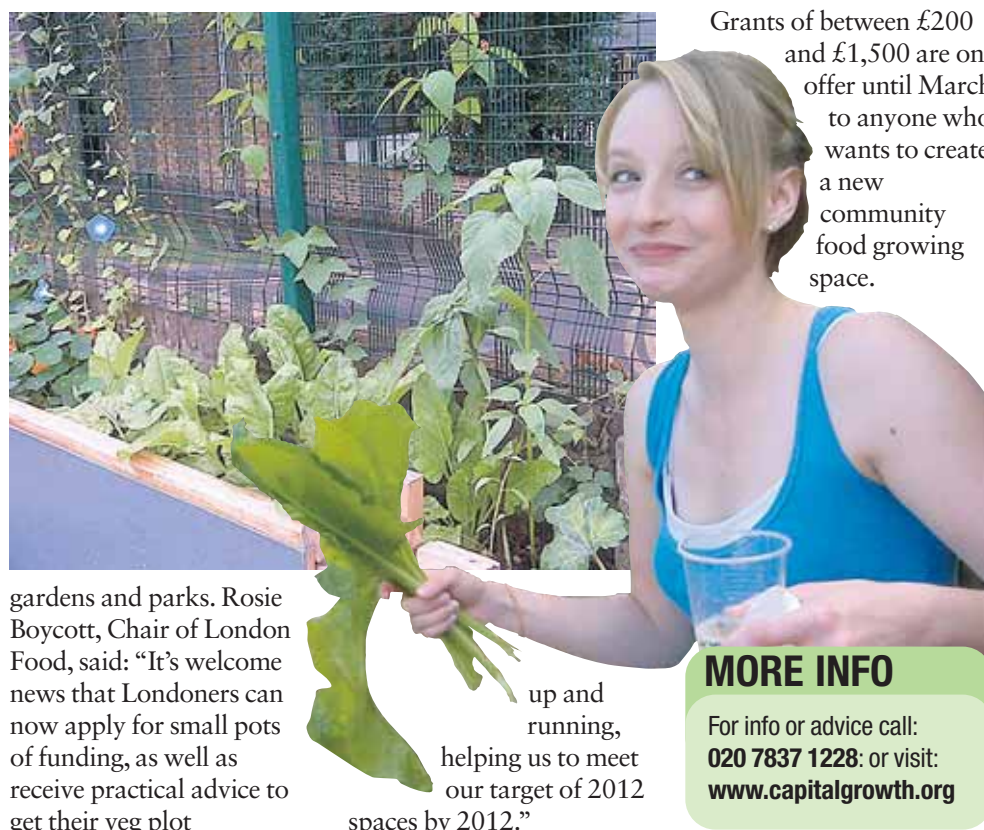 Grants of between £200
and £1,500 are on
offer until March
to anyone who
wants to create
a new
community
food growing
space.
gardens and parks. Rosie
Boycott, Chair of London
Food, said: “It’s welcome
news that Londoners can
now apply for small pots
of funding, as well as
receive practical advice to
get their veg plot
up and
running,
helping us to meet
our target of 2012
spaces by 2012.”
MORE INFO
For info or advice call:
020 7837 1228: or visit:
www.capitalgrowth.org